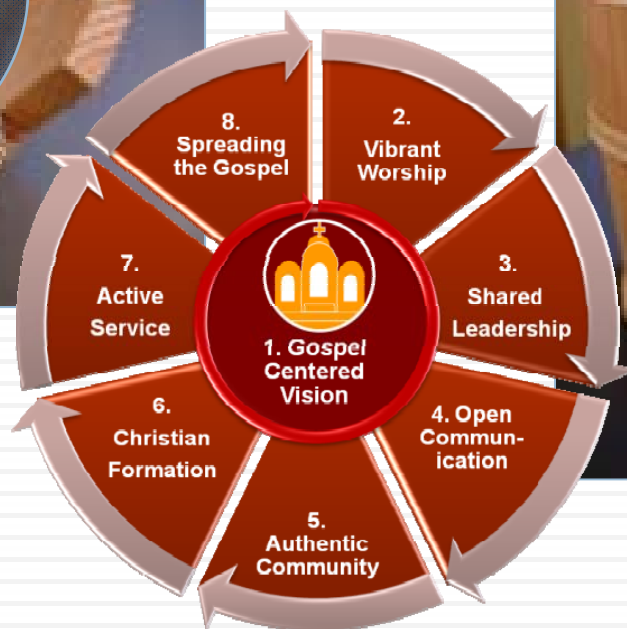 1. Gospel
Centered
Vision
2.
Vibrant
Worship
3.
Shared
Leadership
4. Open
Commun-
ication
5.
Authentic
Community
6.
Christian
Formation
7.
Active
Service
8.
Spreading
the Gospel